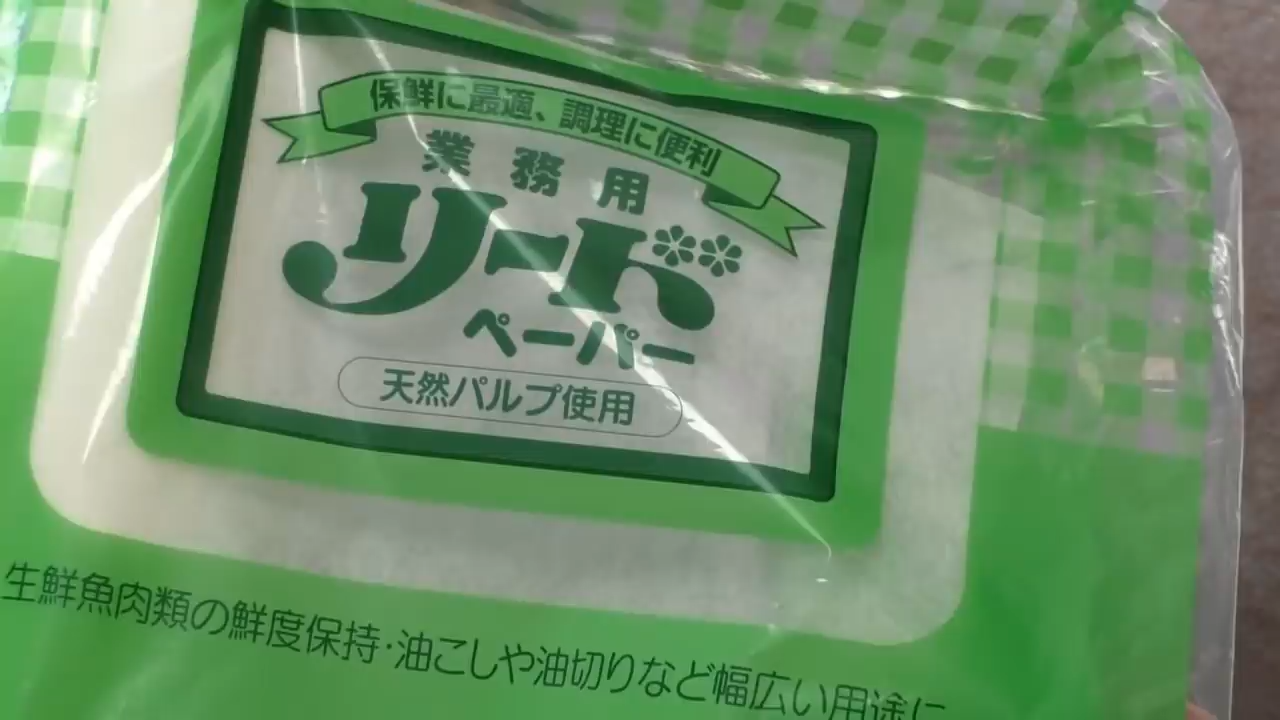 保鮮に最適、調理に便利
業務用
リード
ペーパー
天然パルプ使用
生鮮魚肉類の鮮度保持・油こしや油切りなど幅広い用途に